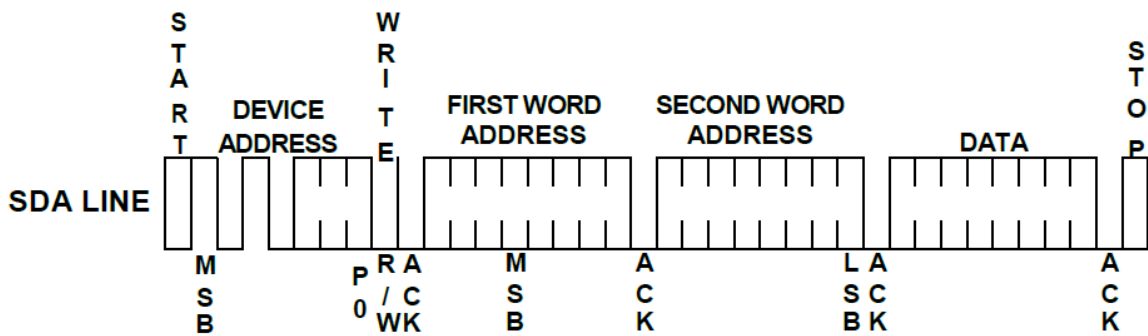 START
WRITE
STOP
DEVICE
ADDRESS
FIRST WORD
ADDRESS
SECOND WORD
ADDRESS
DATA
SDA LINE
MSB
P0
R/W
ACK
MSB
ACK
LSB
ACK
ACK